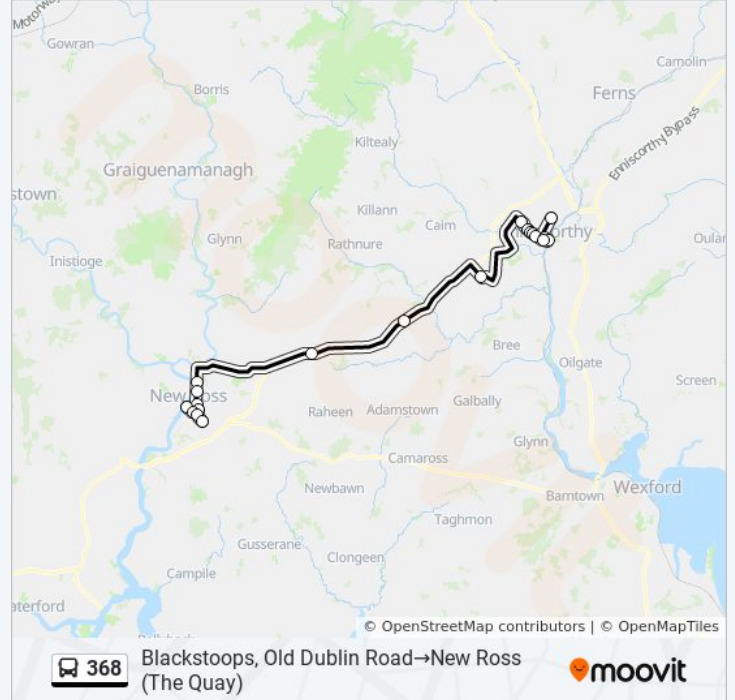 Motorway
Gowran
Camolin
Borris
Ferns
Enniscorthy Bypass
Kiltealy
Graiguenamanagh
stown
Killann
Caim
orthy
Glynn
Rathnure
Oular
Inistioge
Bree
Oilgate
New Ross
Screen
Raheen
Adamstown
Galbally
Glynn
Camaross
Newbawn
Barntown
Wexford
Taghmon
Gusserane
Clongeen
Campile
aterford
© OpenStreetMap contributors | © OpenMapTiles
368
Blackstoops, Old Dublin Road→New Ross
(The Quay)
moovit